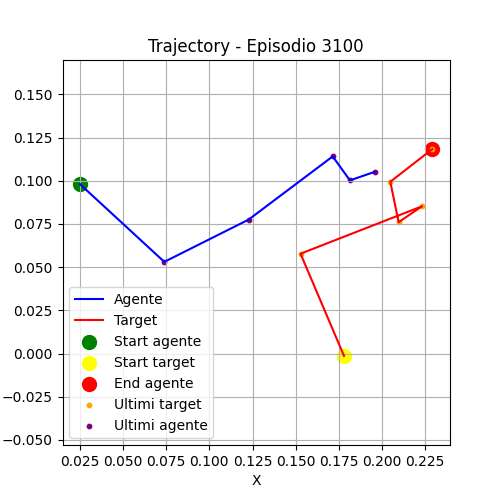 Trajectory - Episodio 3100
0.150
0.125
0.100
0.075
0.050
0.025
0.000
−0.025
−0.050
Agente
Target
Start agente
Start target
End agente
Ultimi target
Ultimi agente
0.025 0.050 0.075 0.100 0.125 0.150 0.175 0.200 0.225
X